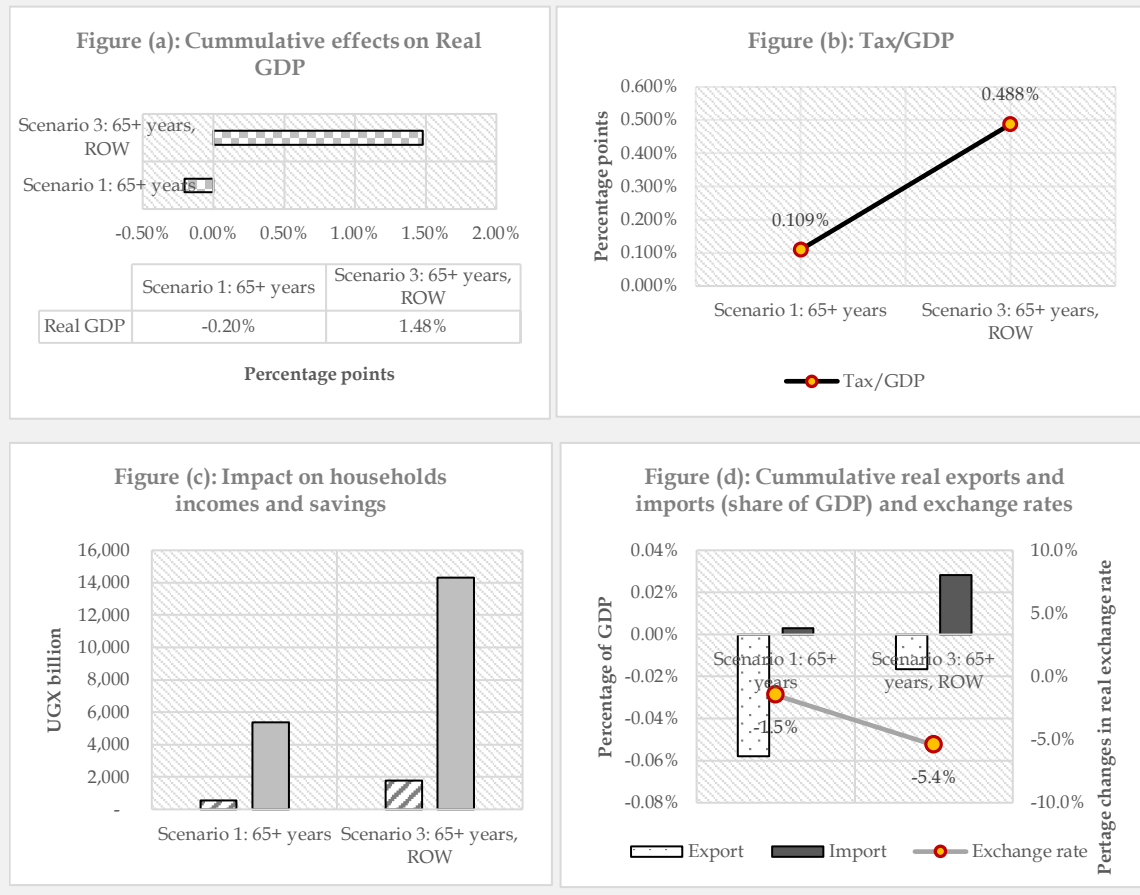 Figure (a): Cummulative effects on Real
GDP
Scenario 3: 65+ years,
ROW
Scenario 1: 65+ years
-0.50% 0.00% 0.50% 1.00% 1.50% 2.00%
Scenario 1: 65+ years Scenario 3: 65+ years,
ROW
Real GDP -0.20% 1.48%
Percentage points
Figure (b): Tax/GDP
Percentage points
0.600%
0.500%
0.400%
0.300%
0.200%
0.100%
0.000%
0.109%
0.488%
Scenario 1: 65+ years Scenario 3: 65+ years,
ROW
Tax/GDP
Figure (c): Impact on households
incomes and savings
UGX billion
16,000
14,000
12,000
10,000
8,000
6,000
4,000
2,000
-
Scenario 1: 65+ years Scenario 3: 65+ years,
ROW
Figure (d): Cummulative real exports and
imports (share of GDP) and exchange rates
Percentage of GDP
0.04%
0.02%
0.00%
-0.02%
-0.04%
-0.06%
-0.08%
Scenario 1: 65+
years
Scenario 3: 65+
years, ROW
-1.5%
-5.4%
10.0%
5.0%
0.0%
-5.0%
-10.0%
Pertage changes in real exchange rate
Export Import Exchange rate